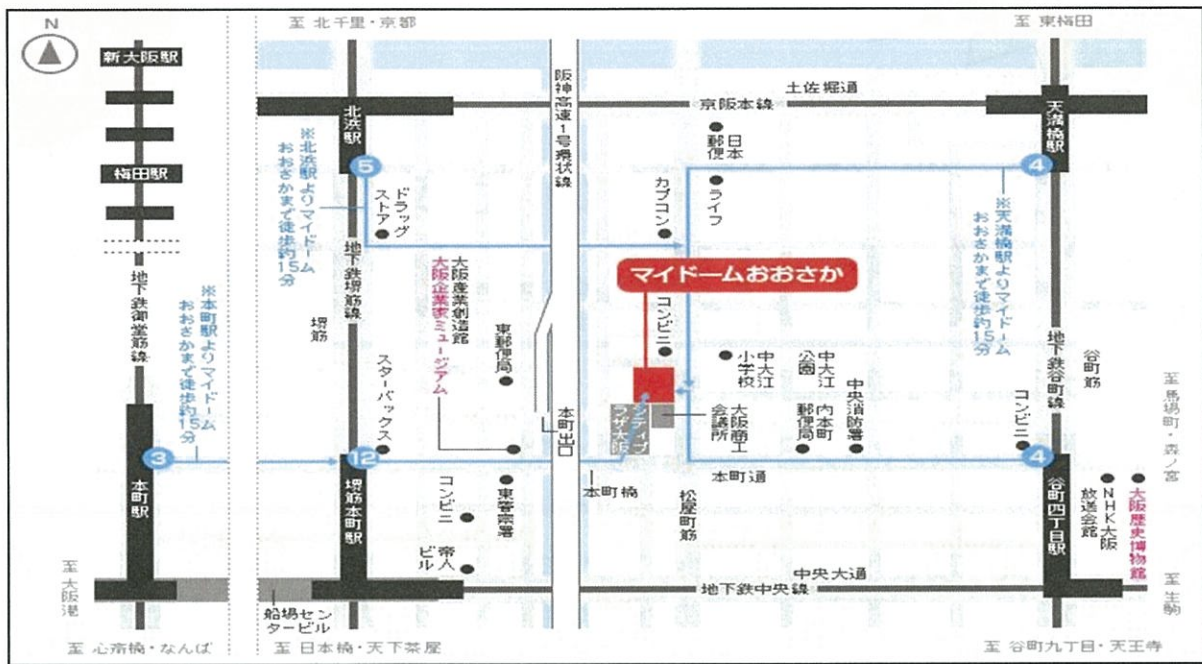 至 北千里・京都
至 東梅田
N
新大阪駅
梅田駅
※北浜駅よりマイドーム
おおさかまで徒歩約15分
北浜駅
5
ドラッグ
ストア
阪神高速1号環状線
土佐堀通
京阪本線
日本
郵便
ライフ
カプコン
天満橋駅
4
※天満橋駅よりマイドーム
おおさかまで徒歩約15分
マイドームおおさか
地下鉄御堂筋線
※本町駅よりマイドーム
おおさかまで徒歩約15分
堺筋
地下鉄堺筋線
大阪産業創造館
大阪企業家ミュージアム
東郵便局
スターバックス
コンビニ
中大江
小学校
中大江
公園
内本町
郵便局
中央消防署
大阪商工
会議所
シティプ
ラザ大阪
コンビニ
地下鉄谷町線
谷町筋
至 馬場町・森ノ宮
3
本町駅
12
堺筋本町駅
コンビニ
東税務署
帝人
ビル
本町出口
本町橋
松屋町筋
本町通
4
谷町四丁目駅
NHK大阪
放送会館
大阪歴史博物館
至 大阪港
船場セン
タービル
中央大通
地下鉄中央線
至 生駒
至 心斎橋・なんば
至 日本橋・天下茶屋
至 谷町九丁目・天王寺